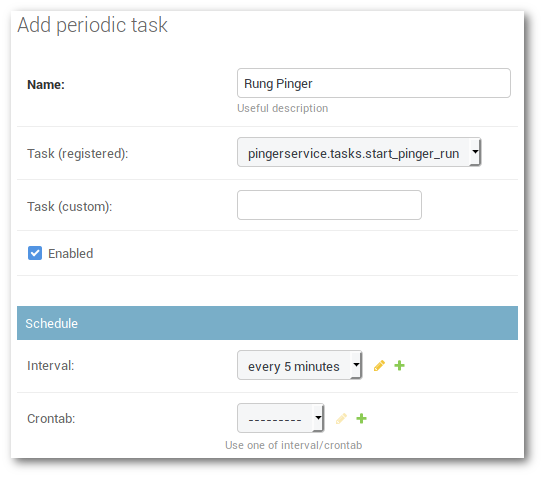 Add periodic task
Name:
Rung Pinger
Useful description
Task (registered):
pingerservice.tasks.start_pinger_run
Task (custom):
Enabled
Schedule
Interval:
every 5 minutes
Crontab:
---------
Use one of interval/crontab